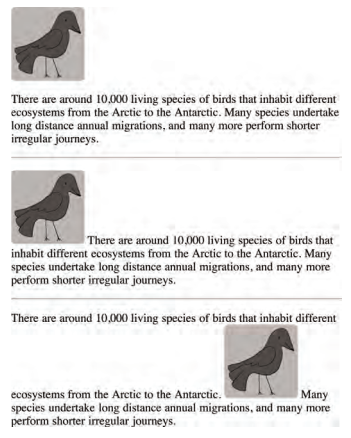 There are around 10,000 living species of birds that inhabit different
ecosystems from the Arctic to the Antarctic. Many species undertake
long distance annual migrations, and many more perform shorter
irregular journeys.
There are around 10,000 living species of birds that
inhabit different ecosystems from the Arctic to the Antarctic. Many
species undertake long distance annual migrations, and many more
perform shorter irregular journeys.
There are around 10,000 living species of birds that inhabit different
ecosystems from the Arctic to the Antarctic. Many
species undertake long distance annual migrations, and many more
perform shorter irregular journeys.